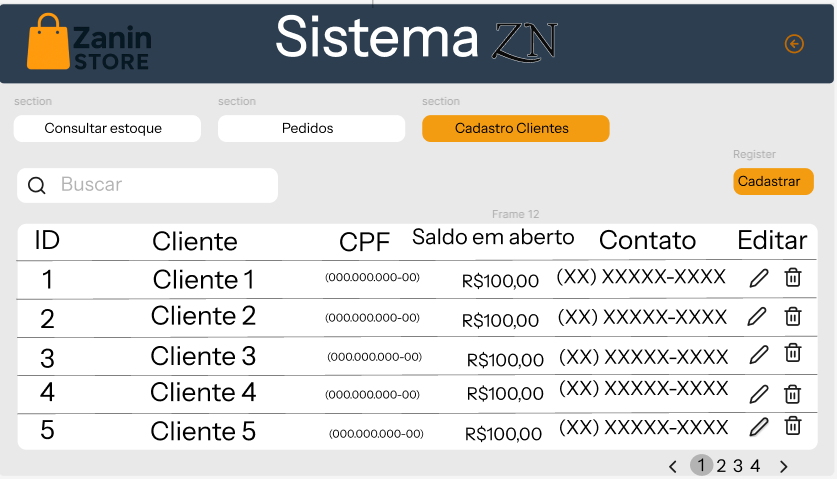 Zanin
STORE
Sistema ZN
section section section
Consultar estoque Pedidos Cadastro Clientes
Register
Buscar Cadastrar
Frame 12
ID Cliente CPF Saldo em aberto Contato Editar
1 Cliente 1 (000.000.000-00) R$100,00 (XX) XXXXX-XXXX
2 Cliente 2 (000.000.000-00) R$100,00 (XX) XXXXX-XXXX
3 Cliente 3 (000.000.000-00) R$100,00 (XX) XXXXX-XXXX
4 Cliente 4 (000.000.000-00) R$100,00 (XX) XXXXX-XXXX
5 Cliente 5 (000.000.000-00) R$100,00 (XX) XXXXX-XXXX
1 2 3 4